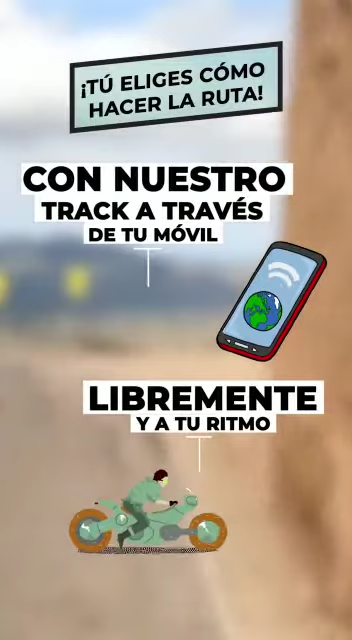 ¡TÚ ELIGES CÓMO
HACER LA RUTA!
CON NUESTRO
TRACK A TRAVÉS
DE TU MÓVIL
LIBREMENTE
Y A TU RITMO